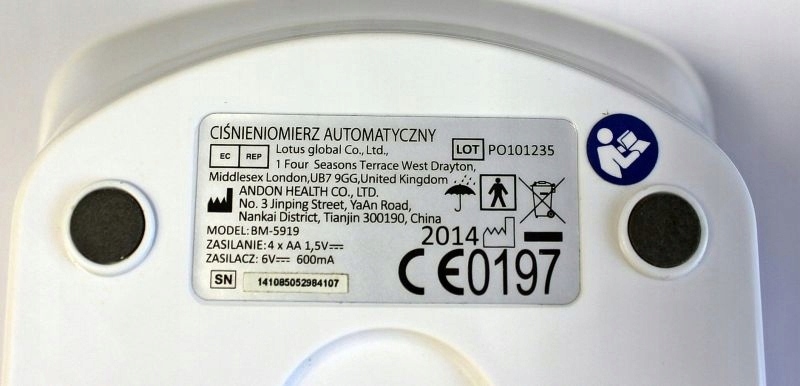 CIŚNIENIOMIERZ AUTOMATYCZNY
EC REP Lotus global Co., Ltd., LOT PO101235
1 Four Seasons Terrace West Drayton,
Middlesex London,UB7 9GG,United Kingdom
ANDON HEALTH CO., LTD.
No. 3 Jinping Street, YaAn Road,
Nankai District, Tianjin 300190, China
MODEL: BM-5919
ZASILANIE: 4 x AA 1,5V⎓
ZASILACZ: 6V⎓ 600mA
2014
CE0197
SN 141085052984107